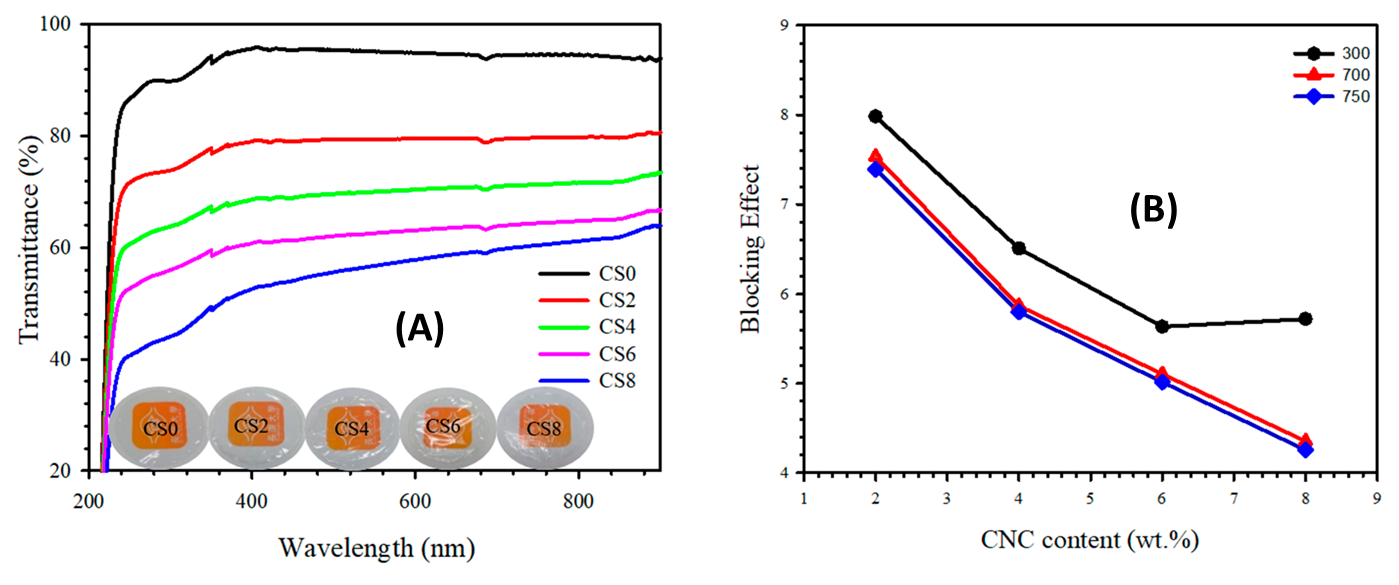 100
80
60
40
20
Transmittance (%)
200
400
600
800
Wavelength (nm)
(A)
CS0
CS2
CS4
CS6
CS8
CS0
CS2
CS4
CS6
CS8
9
8
7
6
5
4
Blocking Effect
1
2
3
4
5
6
7
8
9
CNC content (wt.%)
(B)
300
700
750